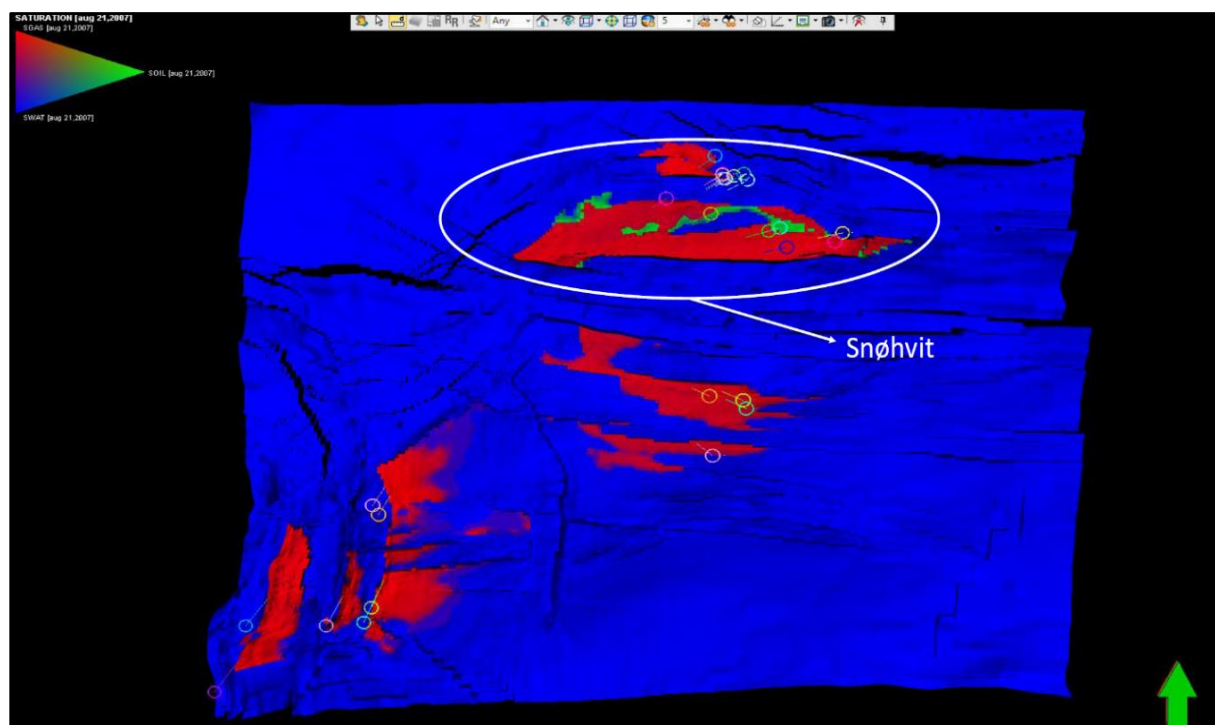 SATURATION [aug 21,2007]
SGAS [aug 21,2007]
SOIL [aug 21,2007]
SWAT [aug 21,2007]
RR
Any
5
Snøhvit